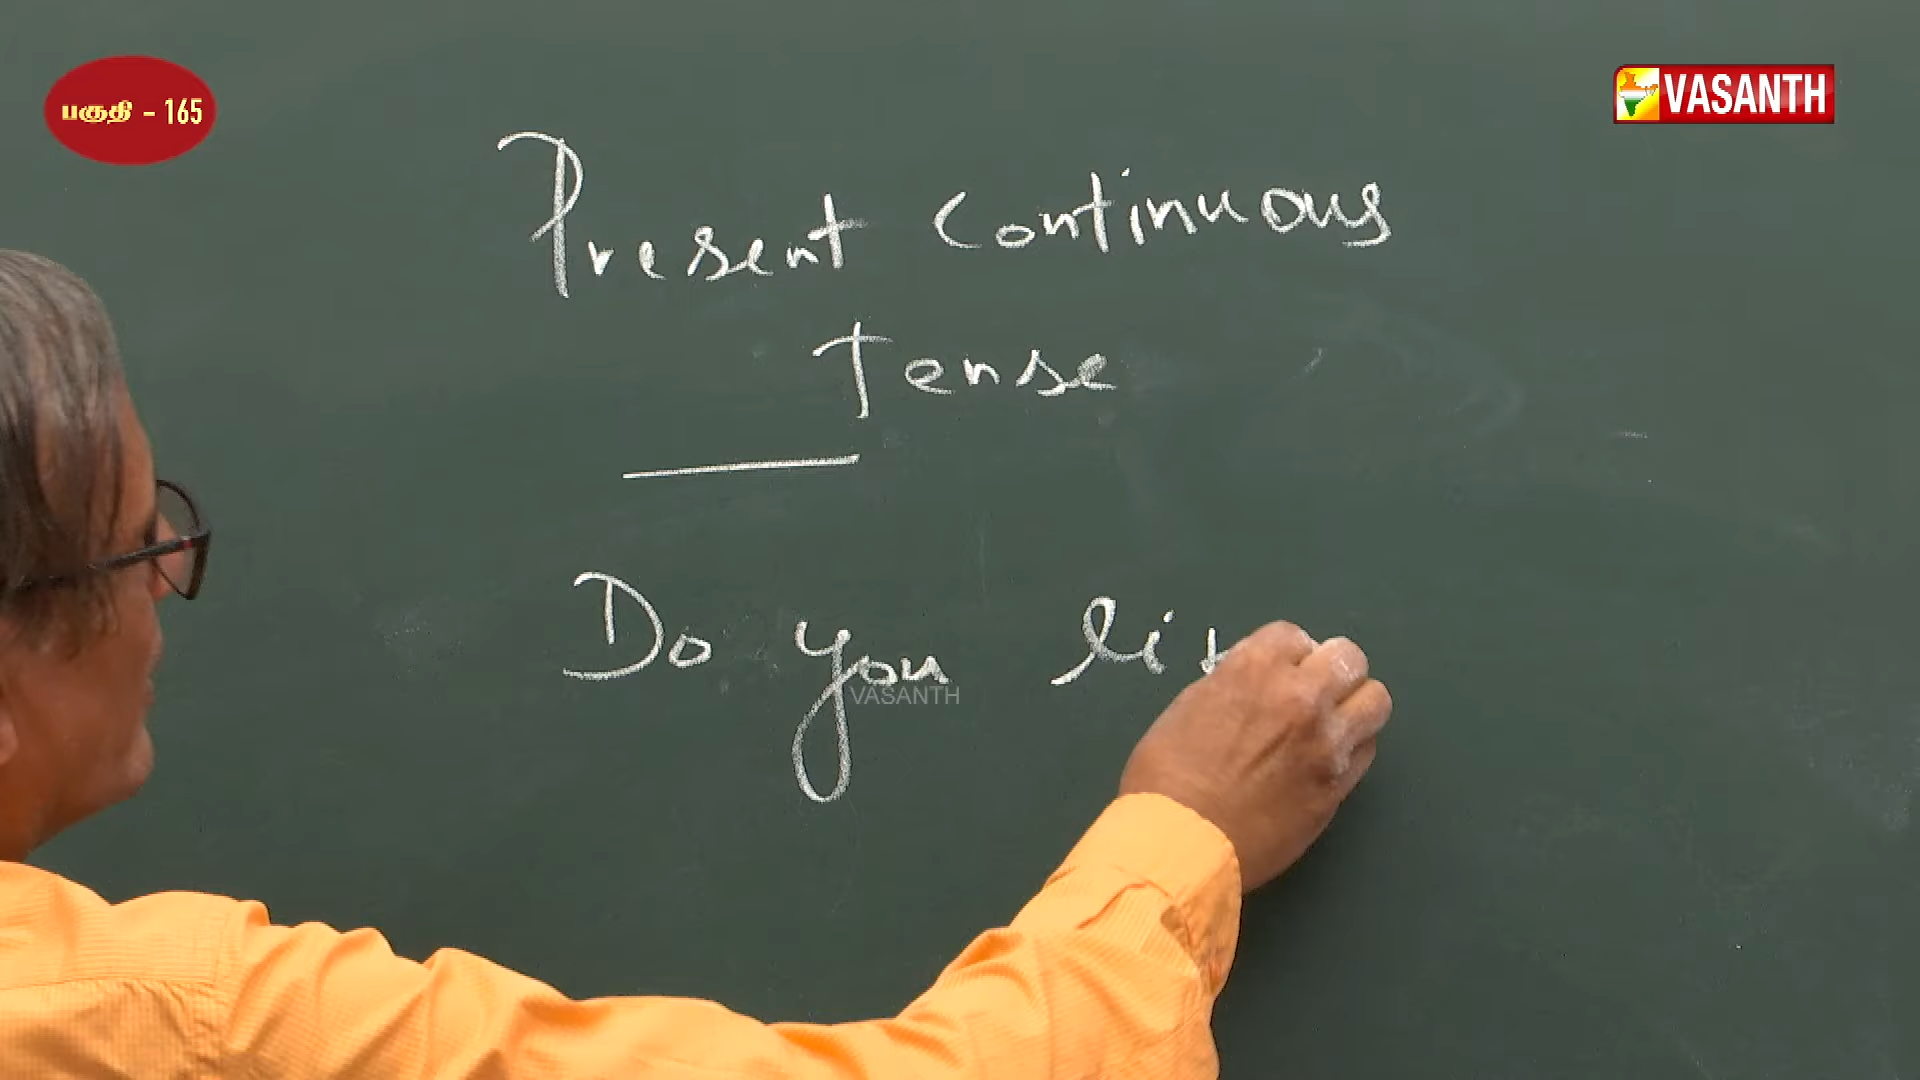 பகுதி - 165
VASANTH
Present Continuous
Tense
Do you
VASANTH